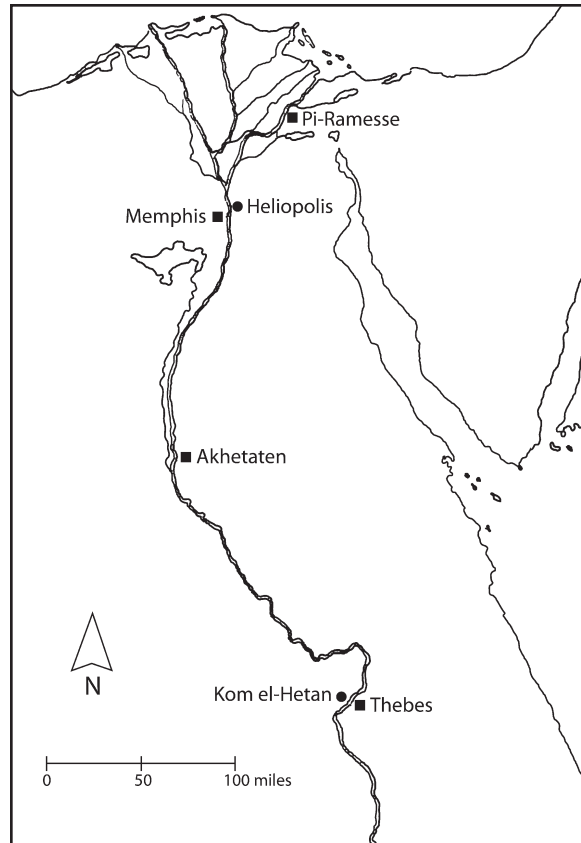 Pi-Ramesse
Heliopolis
Memphis
Akhetaten
N
Kom el-Hetan
Thebes
0 50 100 miles